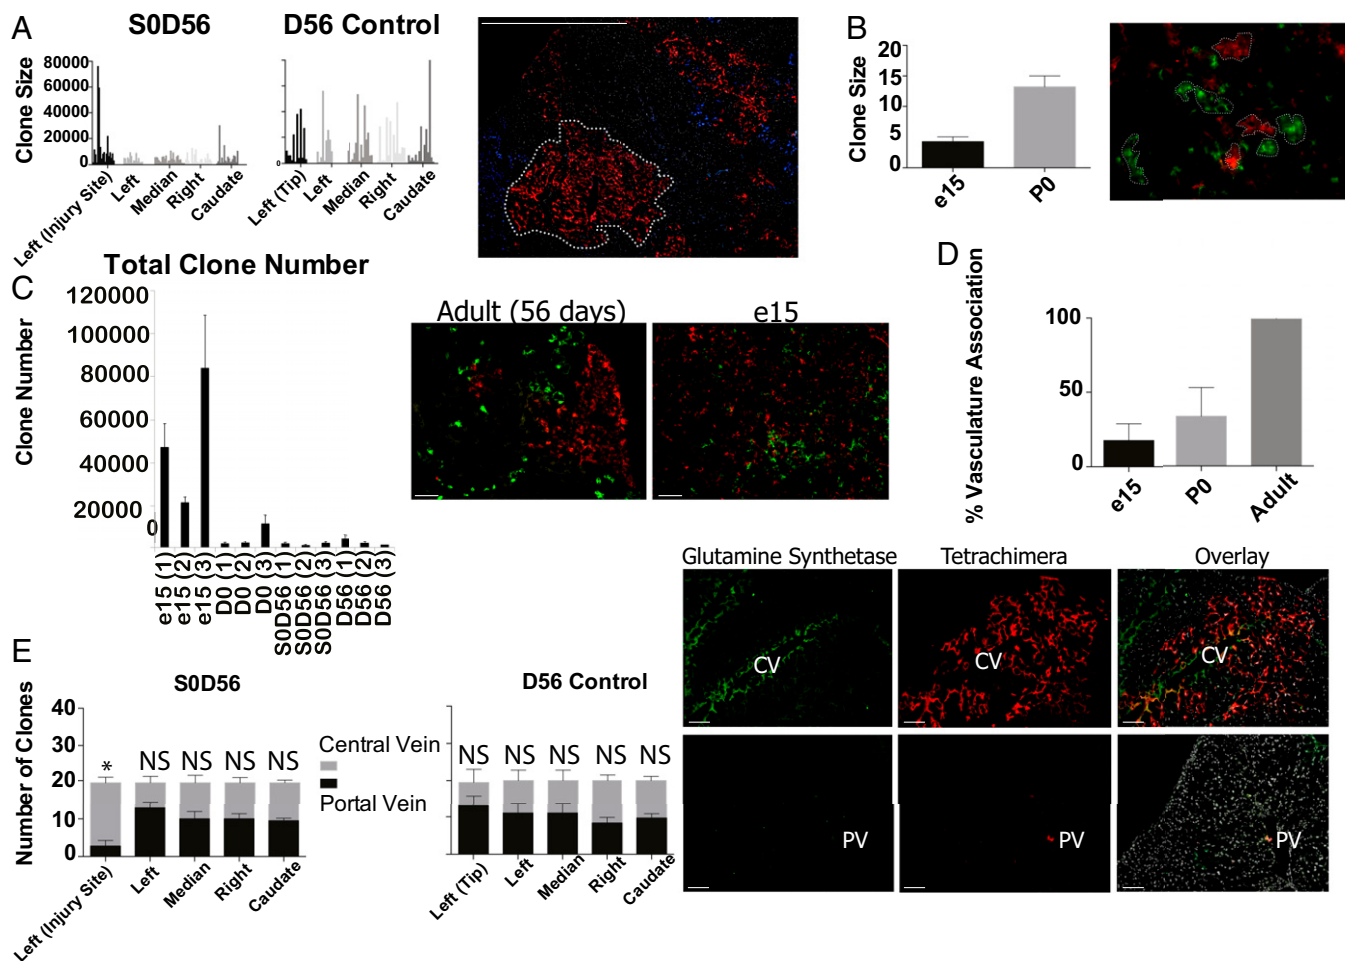 A
S0D56
D56 Control
Clone Size
80000
60000
40000
20000
0
Left (Injury Site)
Left
Median
Right
Caudate
Left (Tip)
Left
Median
Right
Caudate
B
Clone Size
20
15
10
5
0
e15
P0
C
Total Clone Number
Clone Number
120000
100000
80000
60000
40000
20000
0
e15 (1)
e15 (2)
e15 (3)
D0 (1)
D0 (2)
D0 (3)
S0D56 (1)
S0D56 (2)
S0D56 (3)
D56 (1)
D56 (2)
D56 (3)
Adult (56 days)
e15
D
% Vasculature Association
100
50
0
e15
P0
Adult
Glutamine Synthetase
Tetrachimera
Overlay
CV
CV
CV
PV
PV
PV
E
S0D56
Number of Clones
40
30
20
10
0
*
NS
NS
NS
NS
Left (Injury Site)
Left
Median
Right
Caudate
Central Vein
Portal Vein
D56 Control
NS
NS
NS
NS
NS
Left (Tip)
Left
Median
Right
Caudate